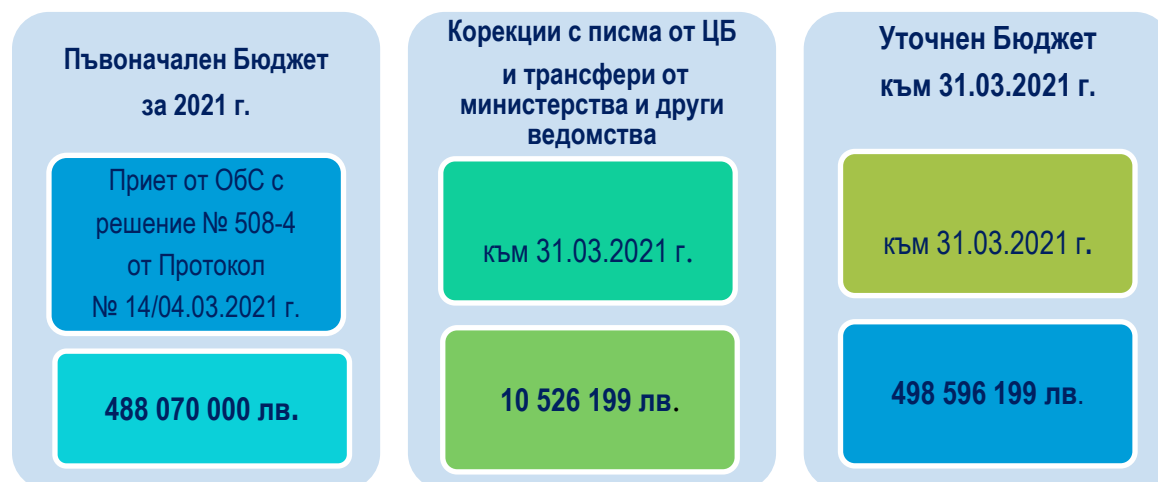 Пъвоначален Бюджет
за 2021 г.
Приет от ОбС с
решение № 508-4
от Протокол
№ 14/04.03.2021 г.
488 070 000 лв.
Корекции с писма от ЦБ
и трансфери от
министерства и други
ведомства
към 31.03.2021 г.
10 526 199 лв.
Уточнен Бюджет
към 31.03.2021 г.
към 31.03.2021 г.
498 596 199 лв.